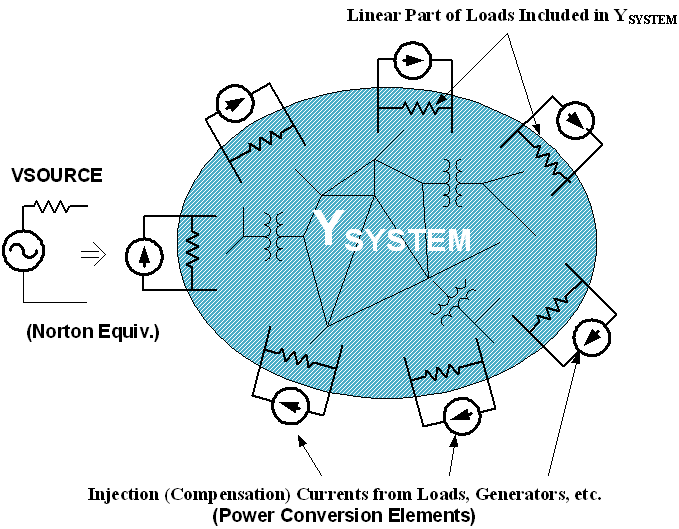 Linear Part of Loads Included in YSYSTEM
VSOURCE
YSYSTEM
(Norton Equiv.)
Injection (Compensation) Currents from Loads, Generators, etc.
(Power Conversion Elements)